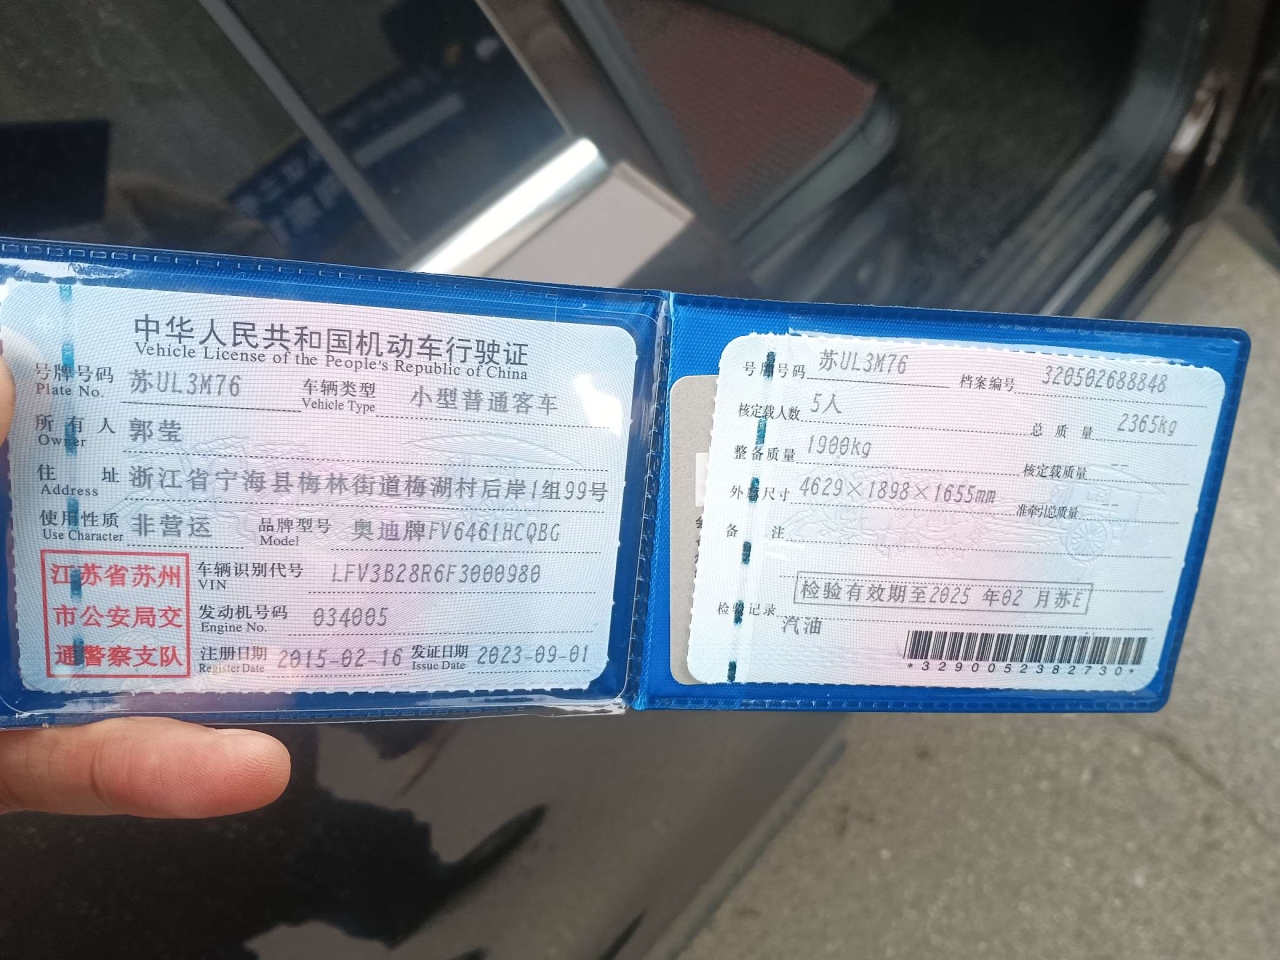 中华人民共和国机动车行驶证
Vehicle License of the People's Republic of China
号牌号码 苏UL3M76 车辆类型 小型普通客车
Plate No. Vehicle Type
所有人 郭莹
Owner
住址 浙江省宁海县梅林街道梅湖村后岸1组99号
Address
使用性质 非营运 品牌型号 奥迪牌FV6461HCQBG
Use Character Model
江苏省苏州
市公安局交
通警察支队
车辆识别代号 LFV3B28R6F3000980
VIN
发动机号码 034005
Engine No.
注册日期 2015-02-16 发证日期 2023-09-01
Register Date Issue Date
号牌号码 苏UL3M76 档案编号 320502688848
核定载人数 5人 总质量 2365kg
整备质量 1900kg 核定载质量 --
外廓尺寸 4629×1898×1655mm 准牵引总质量 --
备注
检验有效期至2025年02月苏E
检验记录
汽油
*3290052382730*